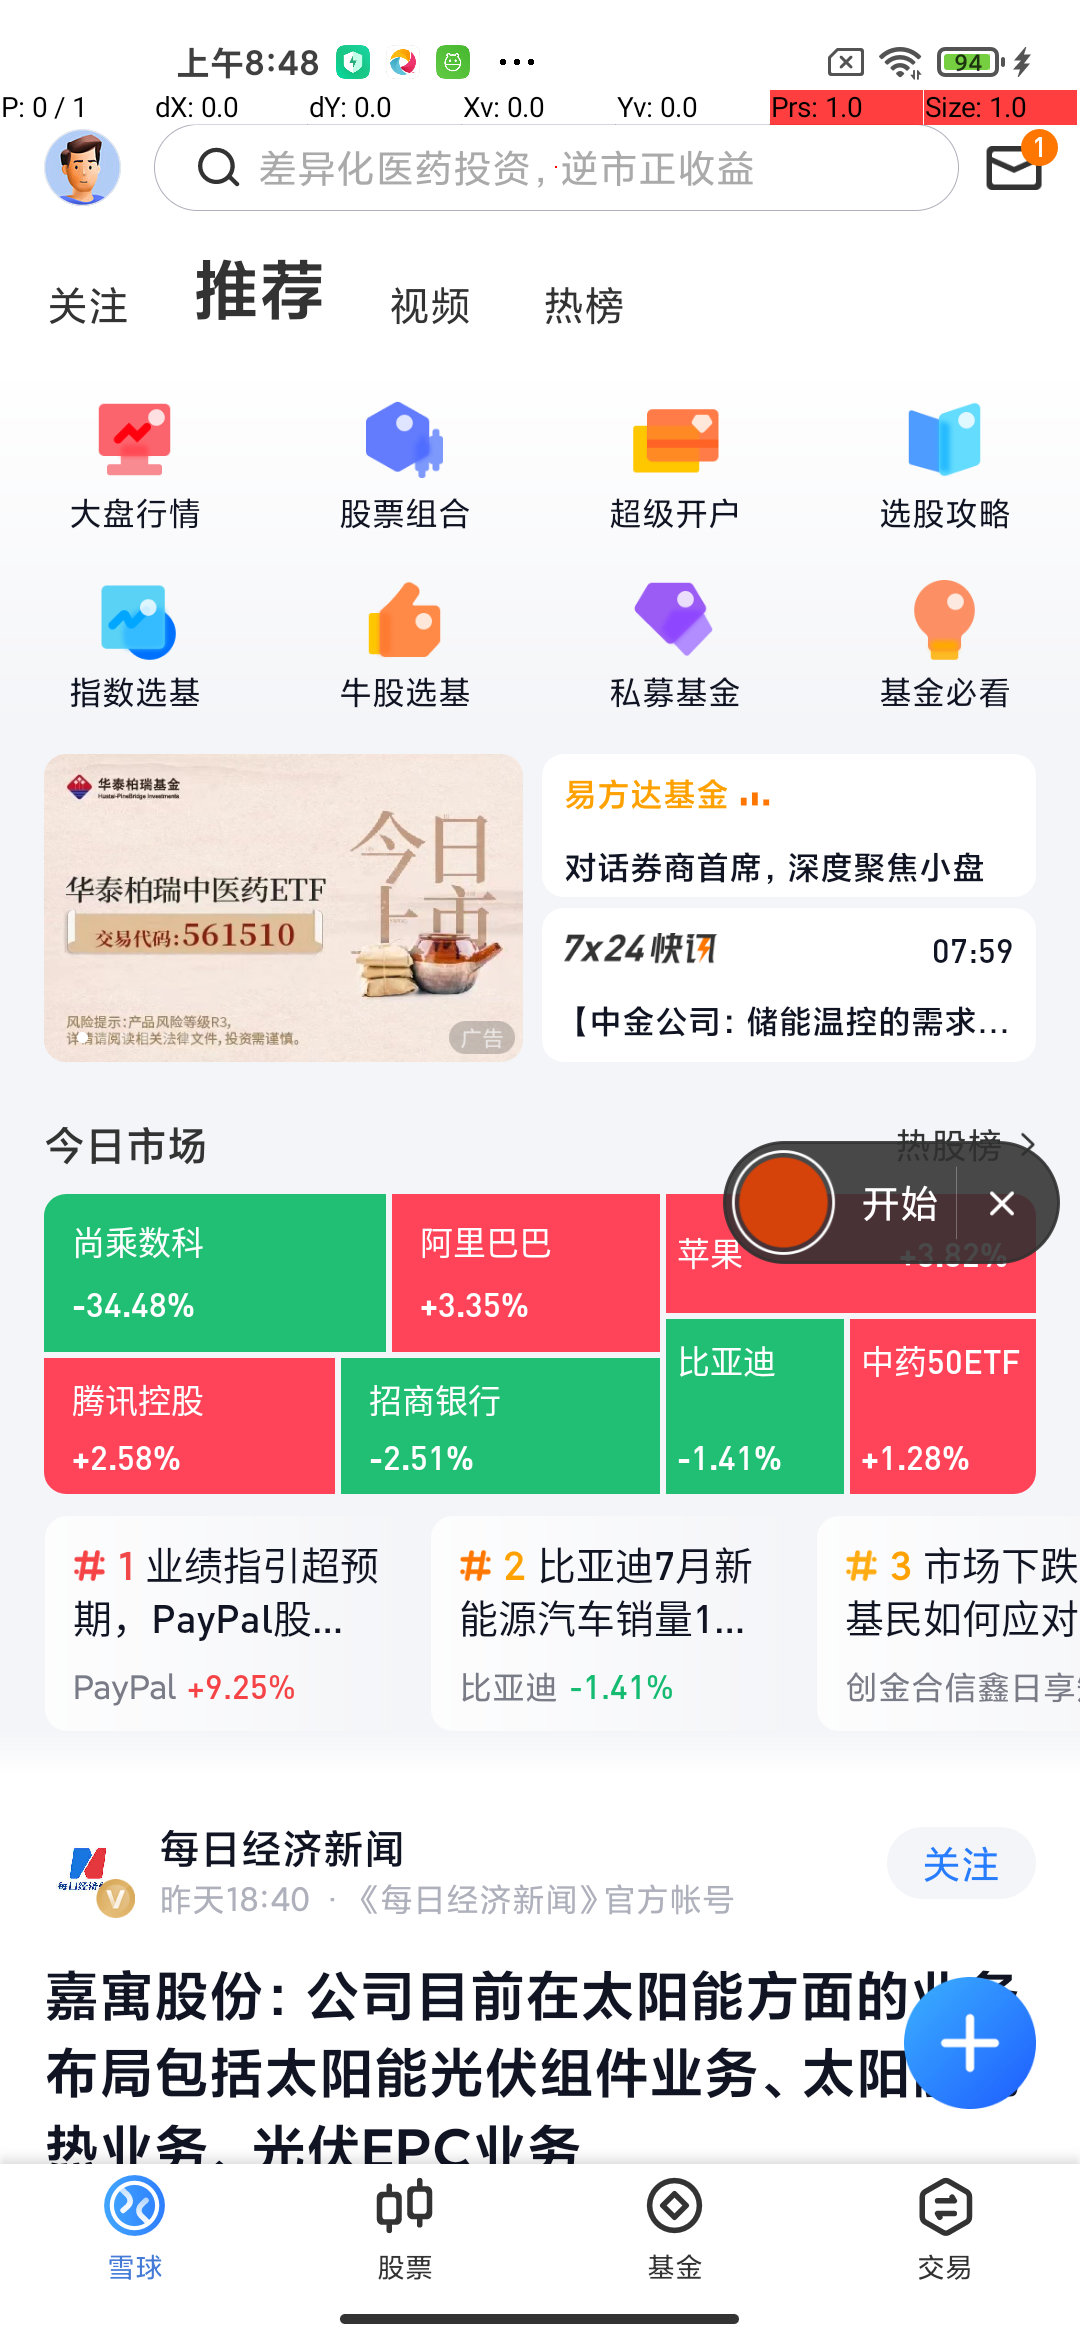 上午8:48
94
P: 0 / 1 dX: 0.0 dY: 0.0 Xv: 0.0 Yv: 0.0 Prs: 1.0 Size: 1.0
差异化医药投资，逆市正收益
1
关注 推荐 视频 热榜
大盘行情 股票组合 超级开户 选股攻略
指数选基 牛股选基 私募基金 基金必看
华泰柏瑞基金
Huatai-PineBridge Investments
今日
上市
华泰柏瑞中医药ETF
交易代码:561510
风险提示:产品风险等级R3,
详情请阅读相关法律文件,投资需谨慎。
广告
易方达基金
对话券商首席，深度聚焦小盘
7x24快讯 07:59
【中金公司：储能温控的需求...
今日市场 热股榜
开始
尚乘数科
-34.48%
阿里巴巴
+3.35%
苹果 +3.82%
腾讯控股
+2.58%
招商银行
-2.51%
比亚迪
-1.41%
中药50ETF
+1.28%
# 1 业绩指引超预
期，PayPal股...
PayPal +9.25%
# 2 比亚迪7月新
能源汽车销量1...
比亚迪 -1.41%
# 3 市场下跌
基民如何应对
创金合信鑫日享
每日经济新闻
昨天18:40 · 《每日经济新闻》官方帐号
关注
嘉寓股份：公司目前在太阳能方面的业务
布局包括太阳能光伏组件业务、太阳
热业务、光伏EPC业务
雪球 股票 基金 交易